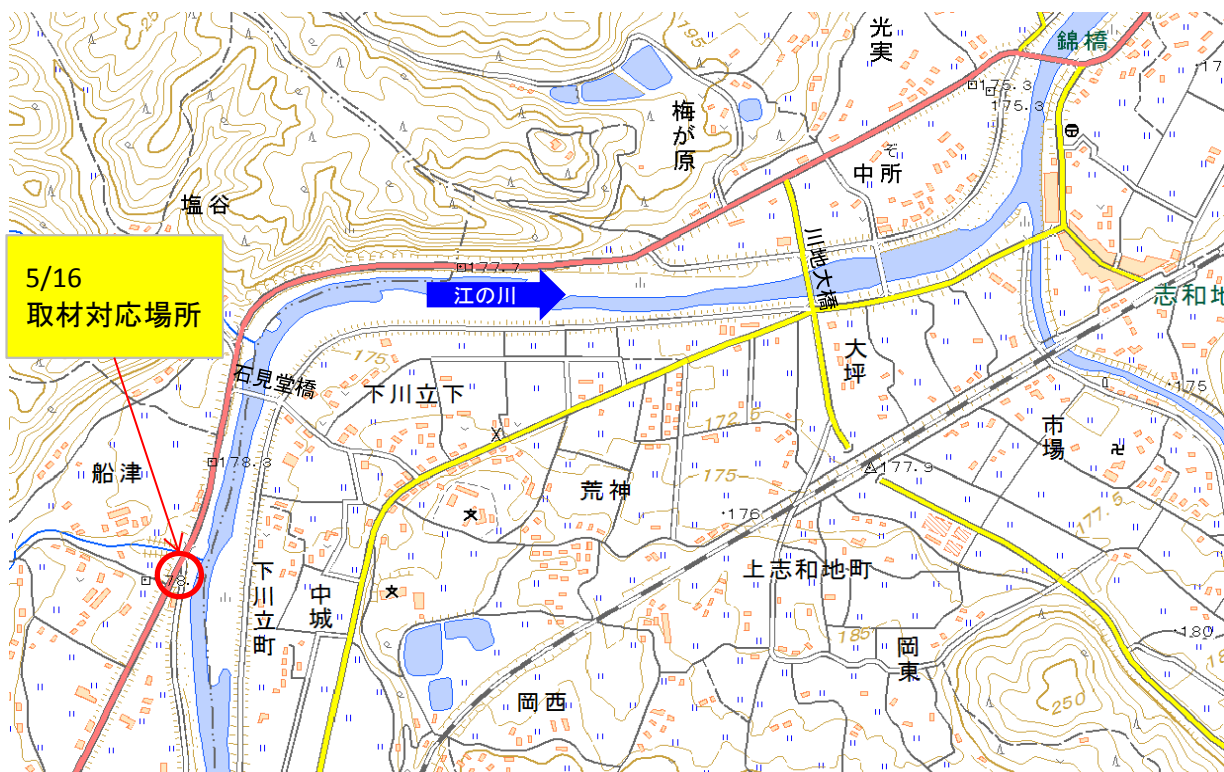 光実
錦橋
195
175.3
175.3
梅が原
ぞ
中所
塩谷
5/16
取材対応場所
177.7
江の川
川地大橋
志和地
175
石見堂橋
下川立下
大坪
172.5
175
市場
178.3
船津
荒神
175
177.9
176
177.5
上志和地町
下川立町
中城
185
岡東
180
岡西
250